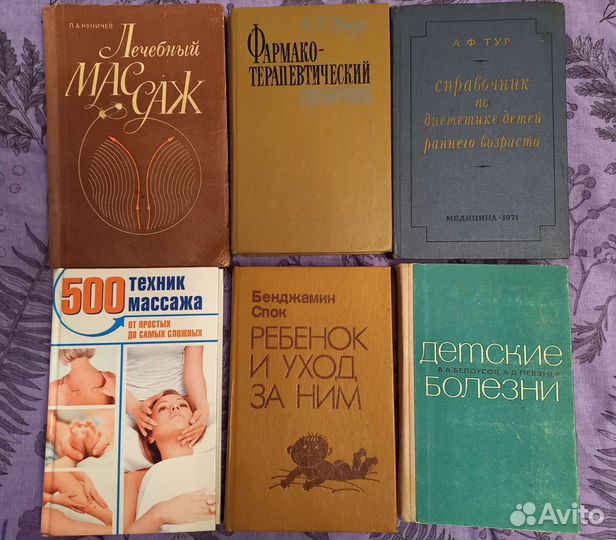 Л.А.КУНИЧЕВ
Лечебный
МАССАЖ
ФАРМАКО-
ТЕРАПЕВТИЧЕСКИЙ
А.Ф.ТУР
справочник
по
диететике детей
раннего возраста
МЕДИЦИНА-1971
500 техник
массажа
ОТ ПРОСТЫХ
ДО САМЫХ СЛОЖНЫХ
Бенджамин
Спок
РЕБЕНОК
И УХОД
ЗА НИМ
ДЕТСКИЕ
В.А.БЕЛОУСОВ, А.Д.ПЕВЗНЕР
БОЛЕЗНИ
Avito